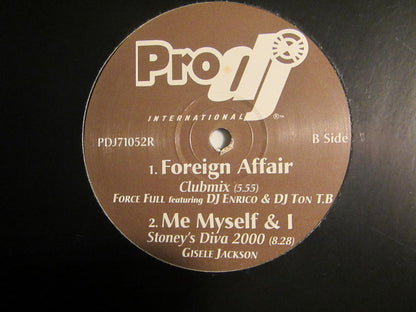 Pro dj
INTERNATIONAL ®™
PDJ71052R
B Side
1. Foreign Affair
Clubmix (5.55)
FORCE FULL featuring DJ ENRICO & DJ TON T.B
2. Me Myself & I
Stoney's Diva 2000 (8.28)
GISELE JACKSON